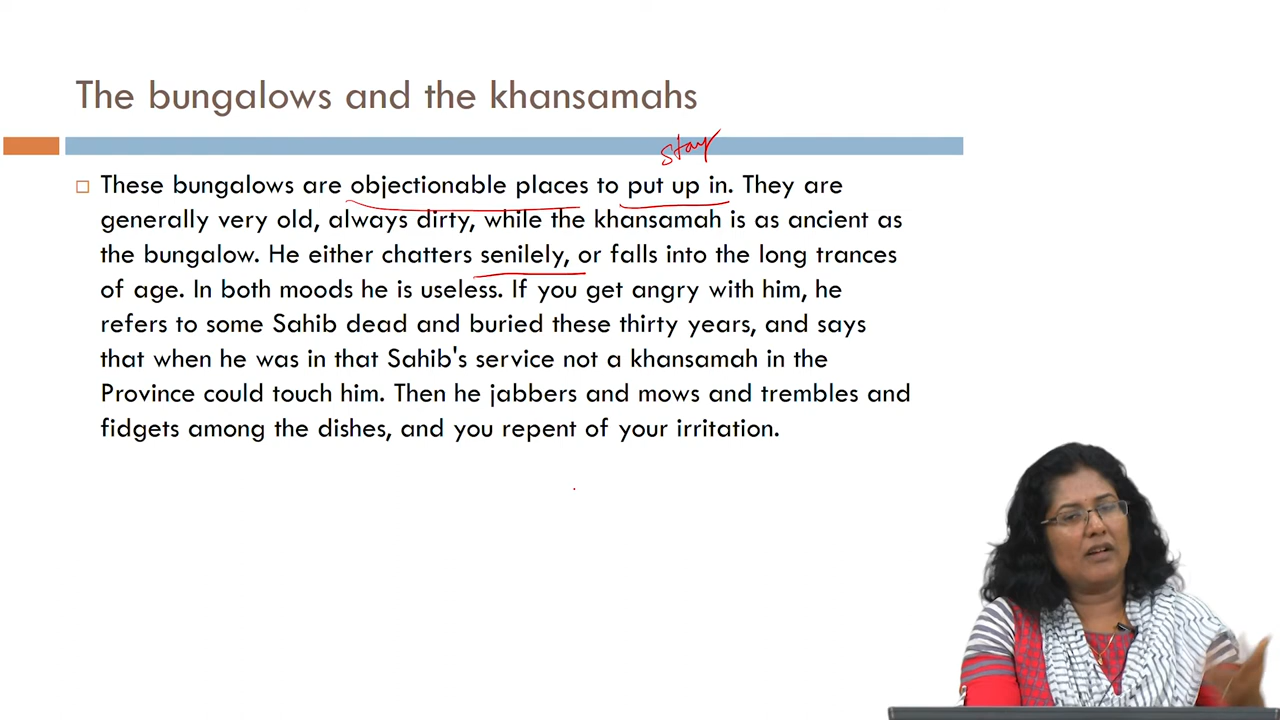 The bungalows and the khansamahs
stay
These bungalows are objectionable places to put up in. They are
generally very old, always dirty, while the khansamah is as ancient as
the bungalow. He either chatters senilely, or falls into the long trances
of age. In both moods he is useless. If you get angry with him, he
refers to some Sahib dead and buried these thirty years, and says
that when he was in that Sahib's service not a khansamah in the
Province could touch him. Then he jabbers and mows and trembles and
fidgets among the dishes, and you repent of your irritation.